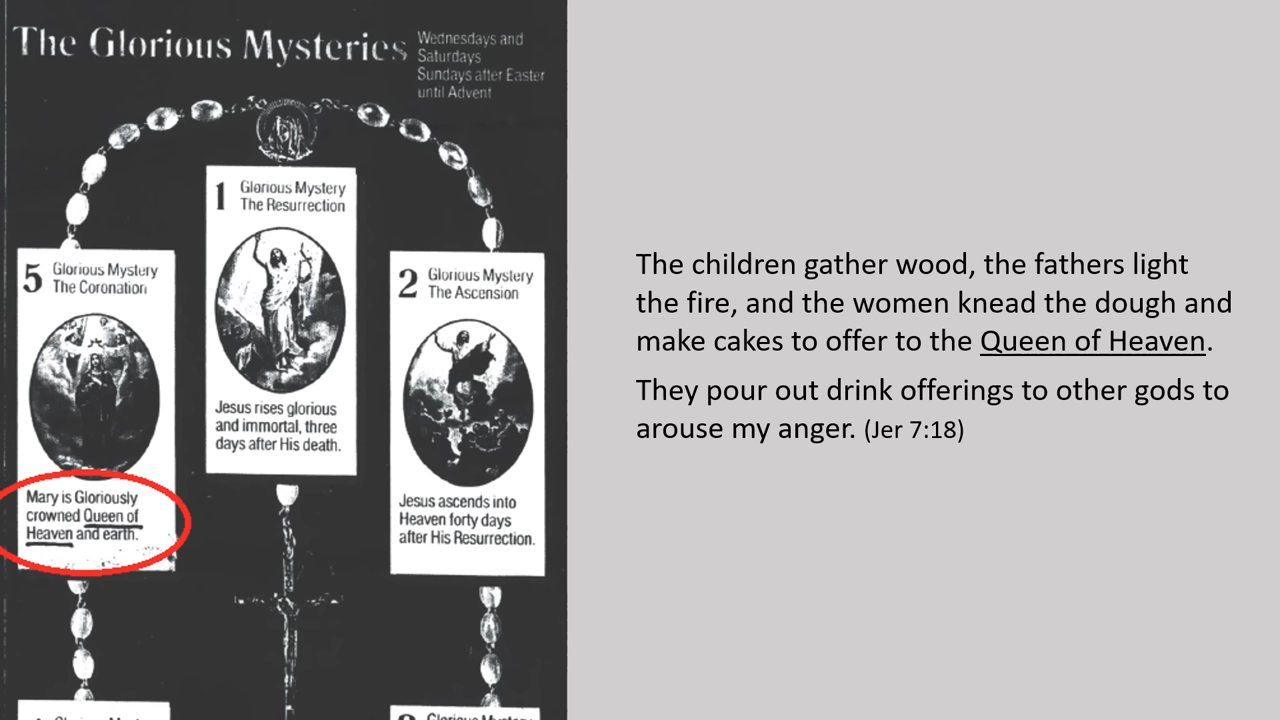 The Glorious Mysteries
Wednesdays and
Saturdays
Sundays after Easter
until Advent
1
Glorious Mystery
The Resurrection
Jesus rises glorious
and immortal, three
days after His death.
5
Glorious Mystery
The Coronation
Mary is Gloriously
crowned Queen of
Heaven and earth.
2
Glorious Mystery
The Ascension
Jesus ascends into
Heaven forty days
after His Resurrection.
Glorious Mystery
The children gather wood, the fathers light
the fire, and the women knead the dough and
make cakes to offer to the Queen of Heaven.
They pour out drink offerings to other gods to
arouse my anger. (Jer 7:18)